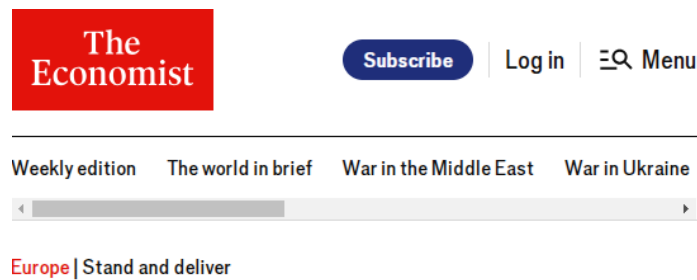 The
Economist
Subscribe
Log in
Menu
Weekly edition
The world in brief
War in the Middle East
War in Ukraine
Europe | Stand and deliver